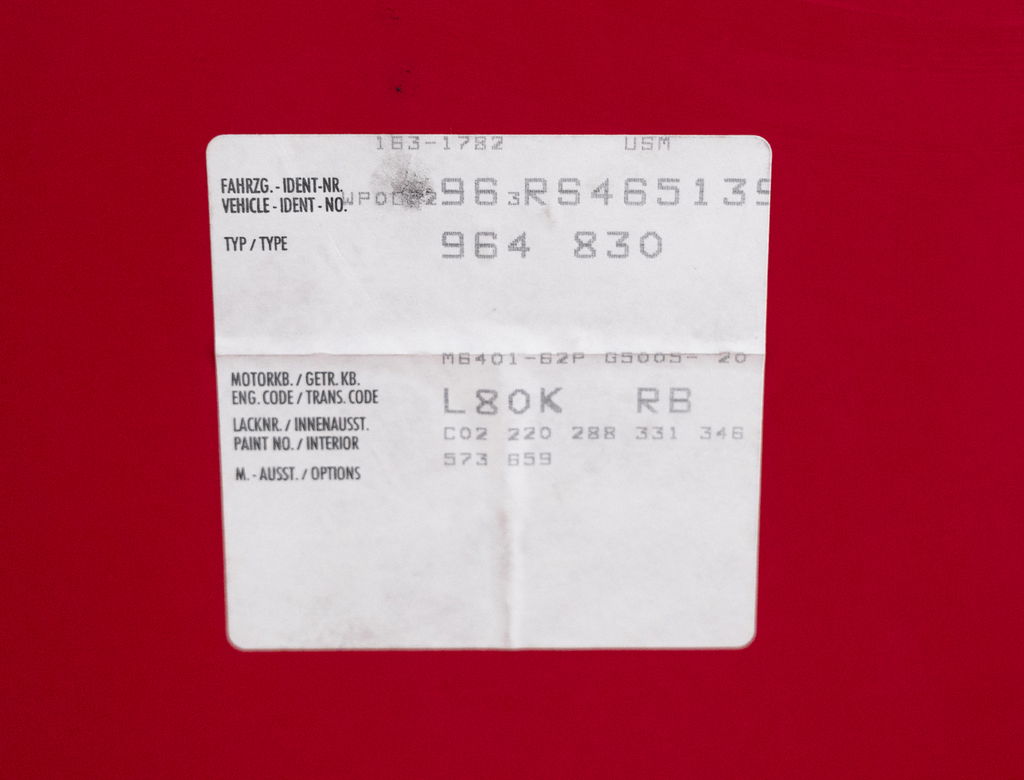 163-1782 USM
FAHRZG. - IDENT-NR.
VEHICLE - IDENT - NO. 963RS465139
TYP / TYPE 964 830
M6401-62P G5005- 20
MOTORKB. / GETR. KB.
ENG. CODE / TRANS. CODE L80K RB
LACKNR. / INNENAUSST. C02 220 288 331 346
PAINT NO. / INTERIOR
573 659
M. - AUSST. / OPTIONS